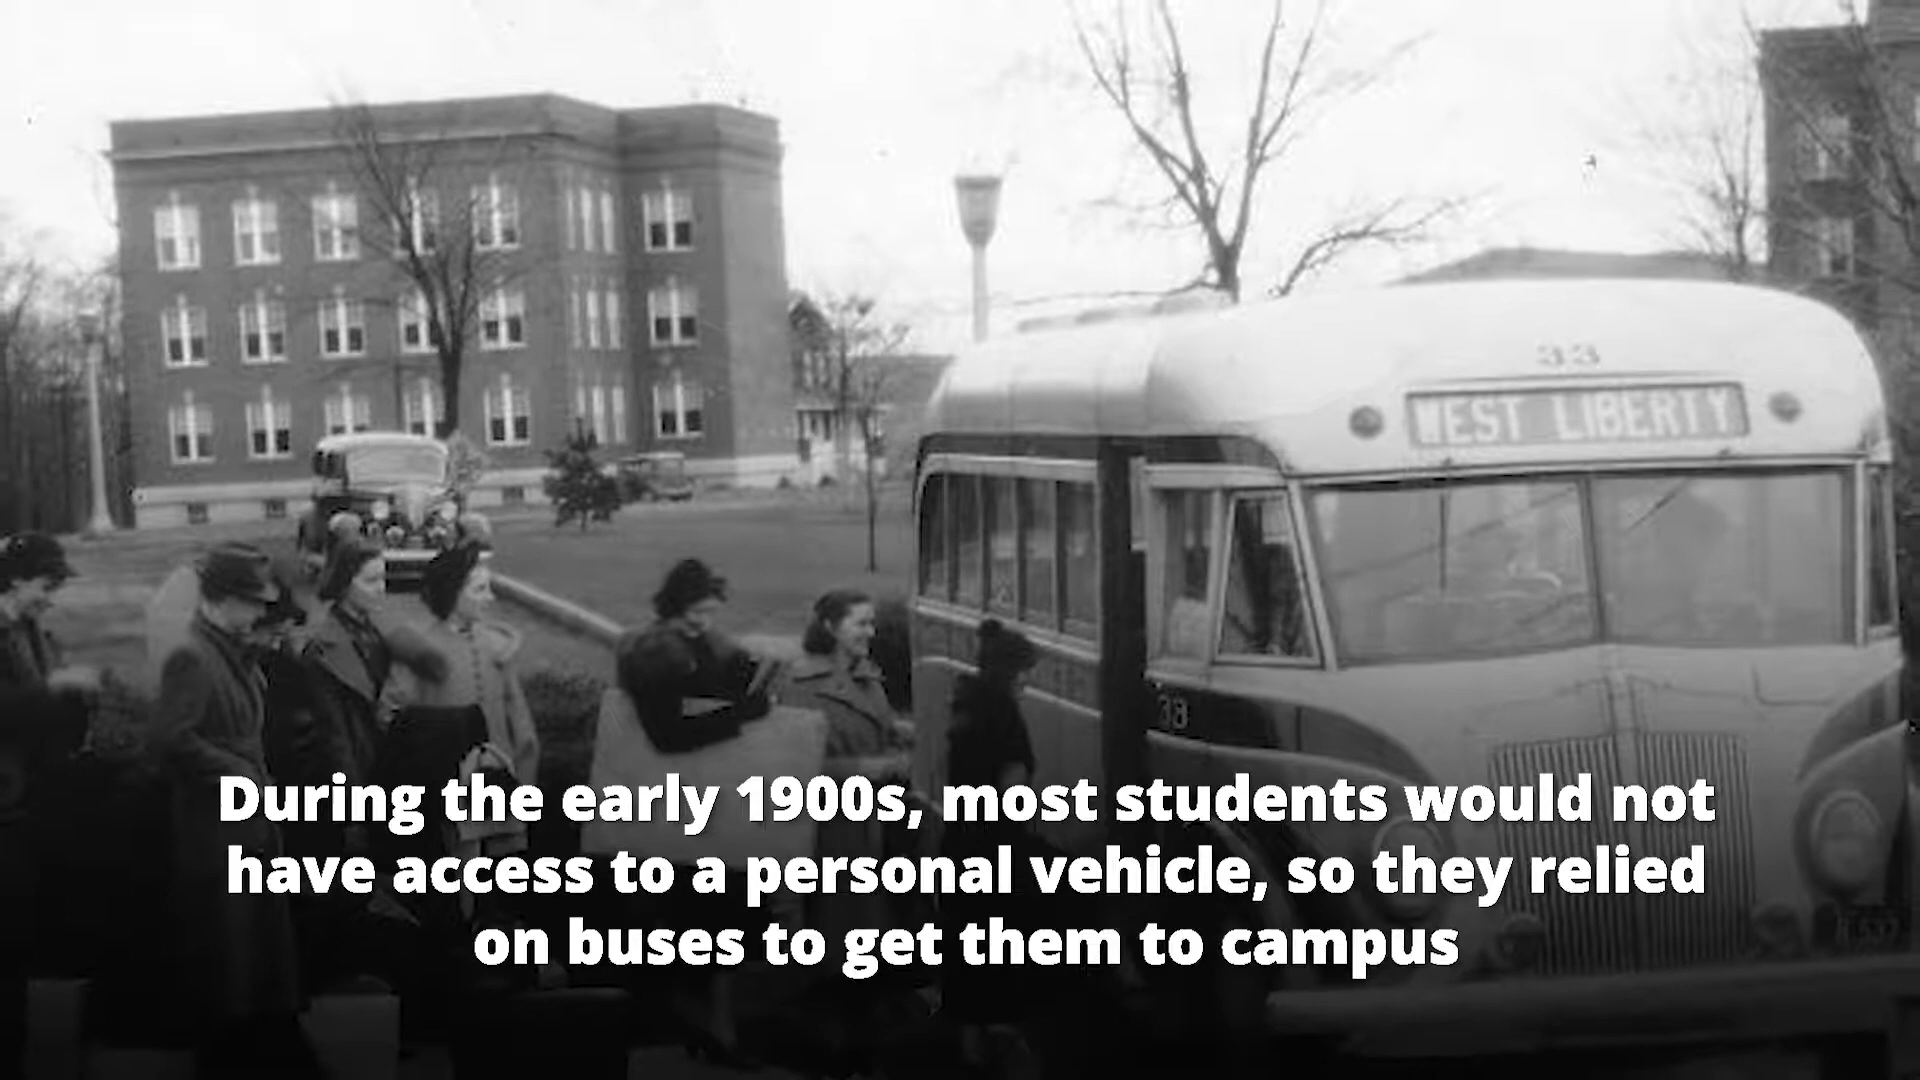 33
WEST LIBERTY
33
During the early 1900s, most students would not
have access to a personal vehicle, so they relied
on buses to get them to campus